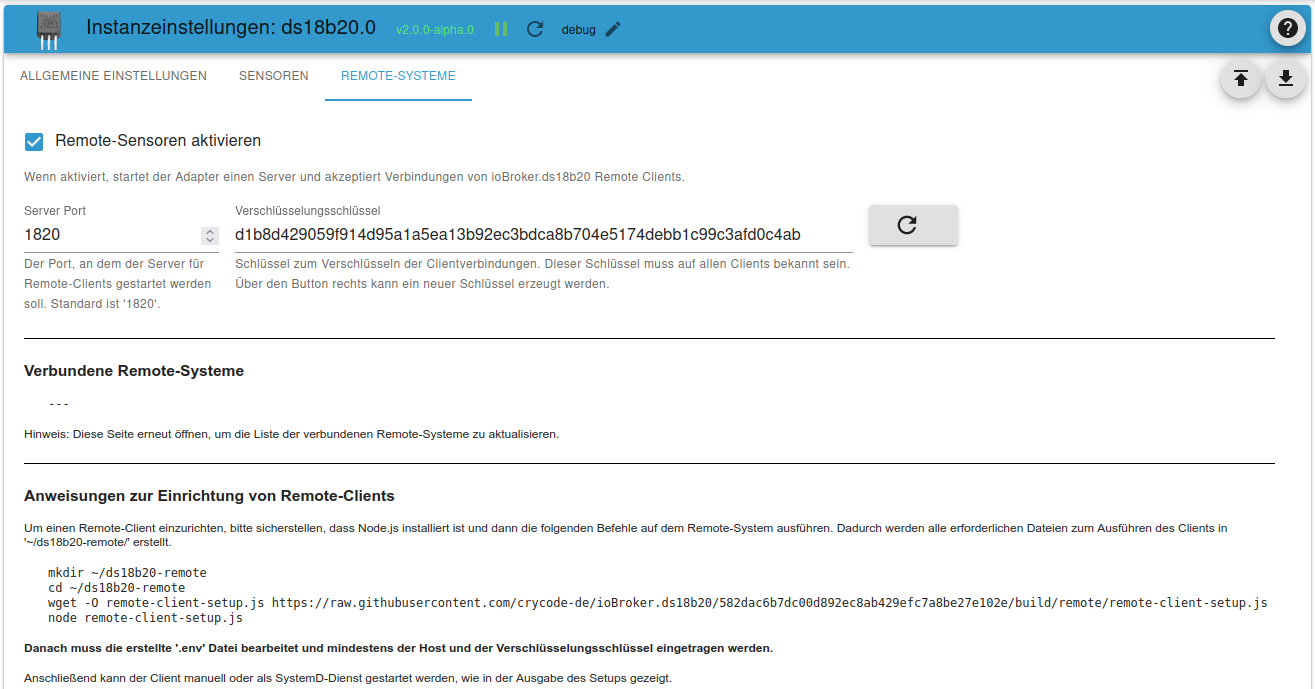 Instanzeinstellungen: ds18b20.0 v2.0.0-alpha.0 debug
ALLGEMEINE EINSTELLUNGEN SENSOREN REMOTE-SYSTEME
Remote-Sensoren aktivieren
Wenn aktiviert, startet der Adapter einen Server und akzeptiert Verbindungen von ioBroker.ds18b20 Remote Clients.
Server Port
1820
Der Port, an dem der Server für
Remote-Clients gestartet werden
soll. Standard ist '1820'.
Verschlüsselungsschlüssel
d1b8d429059f914d95a1a5ea13b92ec3bdca8b704e5174debb1c99c3afd0c4ab
Schlüssel zum Verschlüsseln der Clientverbindungen. Dieser Schlüssel muss auf allen Clients bekannt sein.
Über den Button rechts kann ein neuer Schlüssel erzeugt werden.
Verbundene Remote-Systeme
---
Hinweis: Diese Seite erneut öffnen, um die Liste der verbundenen Remote-Systeme zu aktualisieren.
Anweisungen zur Einrichtung von Remote-Clients
Um einen Remote-Client einzurichten, bitte sicherstellen, dass Node.js installiert ist und dann die folgenden Befehle auf dem Remote-System ausführen. Dadurch werden alle erforderlichen Dateien zum Ausführen des Clients in
'~/ds18b20-remote/' erstellt.
mkdir ~/ds18b20-remote
cd ~/ds18b20-remote
wget -O remote-client-setup.js https://raw.githubusercontent.com/crycode-de/ioBroker.ds18b20/582dac6b7dc00d892ec8ab429efc7a8be27e102e/build/remote/remote-client-setup.js
node remote-client-setup.js
Danach muss die erstellte '.env' Datei bearbeitet und mindestens der Host und der Verschlüsselungsschlüssel eingetragen werden.
Anschließend kann der Client manuell oder als SystemD-Dienst gestartet werden, wie in der Ausgabe des Setups gezeigt.